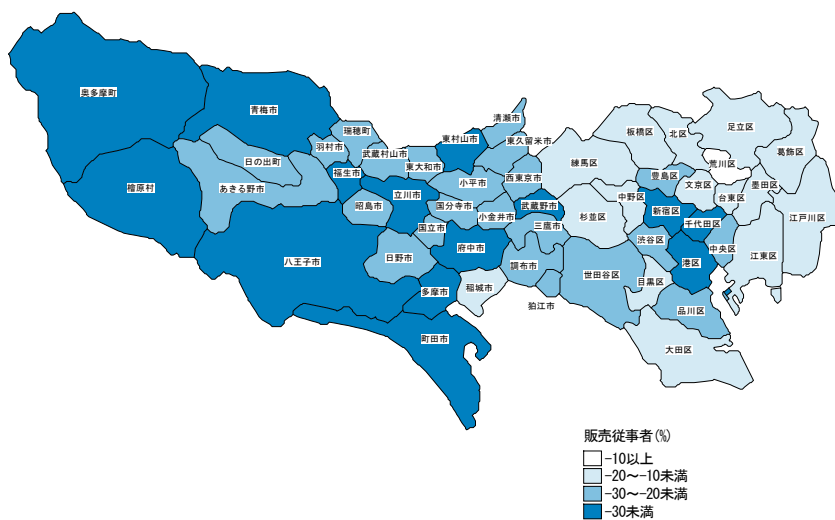 奥多摩町
青梅市
瑞穂町
羽村市
武蔵村山市
東村山市
清瀬市
東久留米市
東大和市
日の出町
福生市
檜原村
あきる野市
昭島市
立川市
小平市
西東京市
国分寺市
小金井市
武蔵野市
国立市
三鷹市
八王子市
日野市
府中市
調布市
多摩市
稲城市
狛江市
町田市
練馬区
板橋区
北区
足立区
荒川区
葛飾区
豊島区
文京区
台東区
墨田区
中野区
杉並区
新宿区
千代田区
江戸川区
渋谷区
中央区
江東区
港区
世田谷区
目黒区
品川区
大田区
販売従事者(%)
-10以上
-20～-10未満
-30～-20未満
-30未満